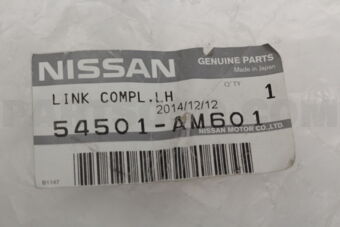 NISSAN
GENUINE PARTS
Made in Japan
LINK COMPL.LH
Q'TY
1
2014/12/12
54501-AM601
NISSAN MOTOR CO.,LTD.
B1147